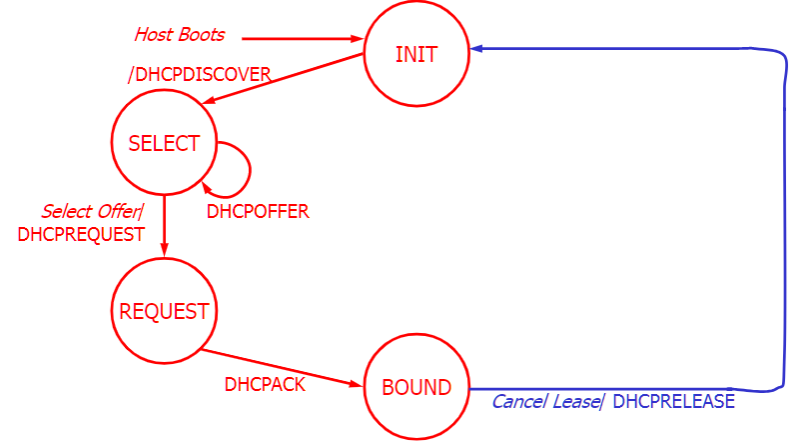 Host Boots
INIT
/DHCPDISCOVER
SELECT
DHCPOFFER
Select Offer/
DHCPREQUEST
REQUEST
DHCPACK
BOUND
Cancel Lease/ DHCPRELEASE